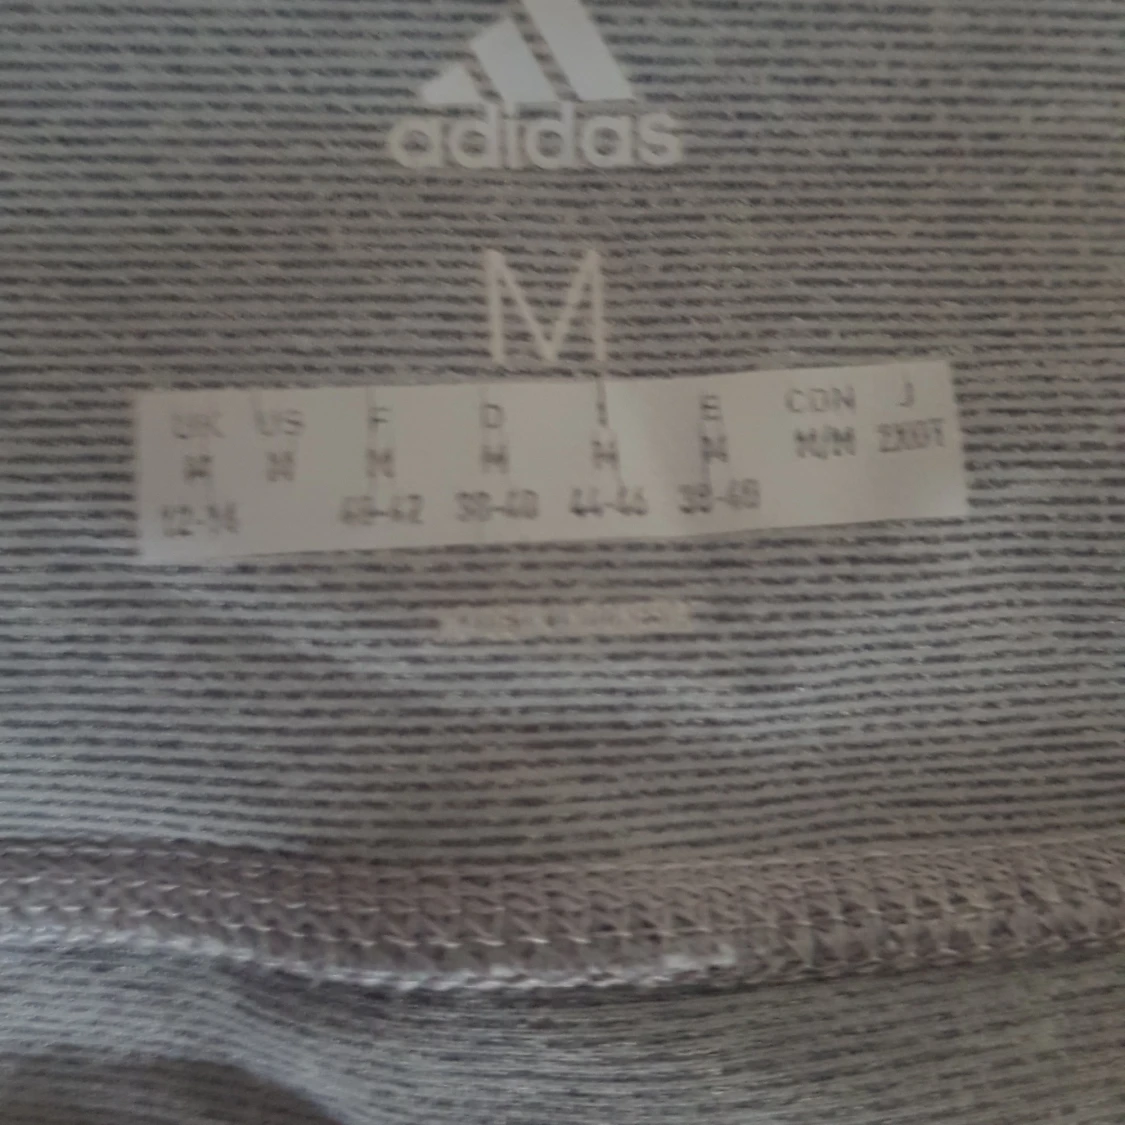 adidas
M
UK US F D I E CDN J
M M M M M M M/M
12-14 40-42 38-40 44-46 38-40